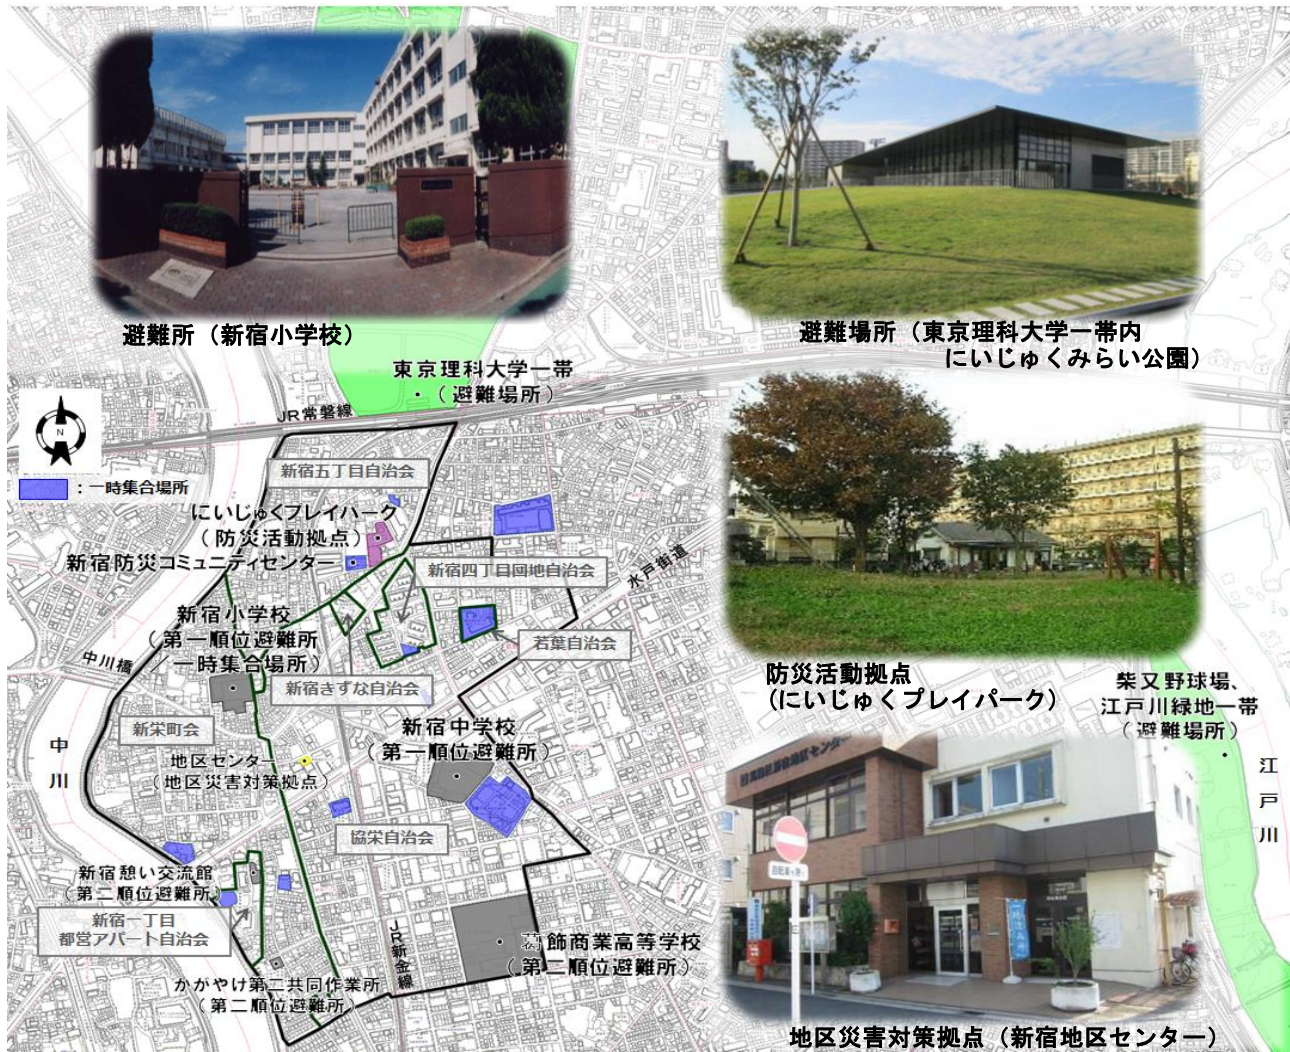 避難所（新宿小学校）
避難場所（東京理科大学一帯内
にいじゅくみらい公園）
東京理科大学一帯
・（避難場所）
JR常磐線
N
：一時集合場所
新宿五丁目自治会
にいじゅくプレイパーク
（防災活動拠点）
新宿防災コミュニティセンター
新宿四丁目団地自治会
水戸街道
新宿小学校
（第一順位避難所
一時集合場所）
若葉自治会
中川橋
新宿きずな自治会
新栄町会
新宿中学校
（第一順位避難所）
中川
地区センター
（地区災害対策拠点）
協栄自治会
新宿憩い交流館
（第二順位避難所）
新宿一丁目
都営アパート自治会
JR新金線
葛飾商業高等学校
（第二順位避難所）
かがやけ第二共同作業所
（第二順位避難所）
防災活動拠点
（にいじゅくプレイパーク）
柴又野球場、
江戸川緑地一帯
（避難場所）
江戸川
地区災害対策拠点（新宿地区センター）